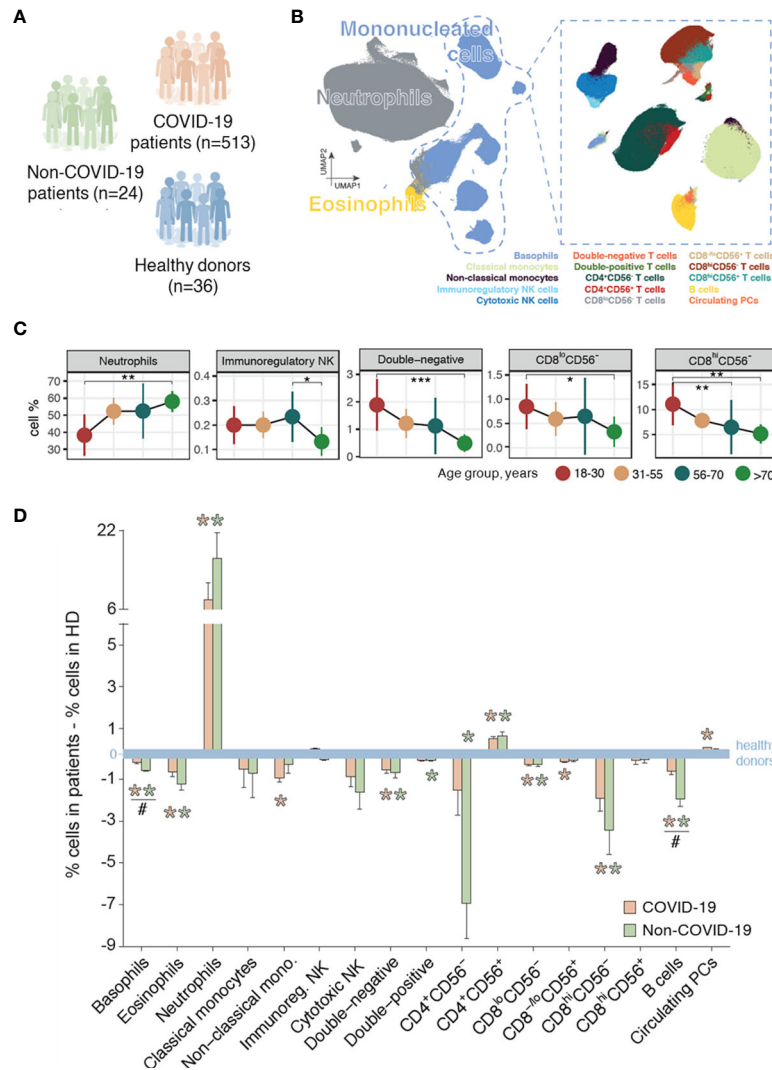 A
COVID-19
patients (n=513)
Non-COVID-19
patients (n=24)
Healthy donors
(n=36)
B
Mononucleated
cells
Neutrophils
UMAP2
UMAP1
Eosinophils
Basophils
Classical monocytes
Non-classical monocytes
Immunoregulatory NK cells
Cytotoxic NK cells
Double-negative T cells
Double-positive T cells
CD4⁺CD56⁻ T cells
CD4⁺CD56⁺ T cells
CD8ˡᵒCD56⁻ T cells
CD8⁻ˡᵒCD56⁺ T cells
CD8ʰⁱCD56⁻ T cells
CD8ʰⁱCD56⁺ T cells
B cells
Circulating PCs
C
cell %
Neutrophils
**
70
60
50
40
30
Immunoregulatory NK
*
0.4
0.3
0.2
0.1
Double−negative
***
3
2
1
0
CD8ˡᵒCD56⁻
*
1.5
1.0
0.5
0.0
CD8ʰⁱCD56⁻
**
**
15
10
5
Age group, years 18-30 31-55 56-70 >70
D
% cells in patients - % cells in HD
22
6
5
3
1
0
-1
-3
-5
-7
-9
healthy
donors
#
#
COVID-19
Non-COVID-19
Basophils
Eosinophils
Neutrophils
Classical monocytes
Non−classical mono.
Immunoreg. NK
Cytotoxic NK
Double−negative
Double−positive
CD4⁺CD56⁻
CD4⁺CD56⁺
CD8ˡᵒCD56⁻
CD8⁻ˡᵒCD56⁺
CD8ʰⁱCD56⁻
CD8ʰⁱCD56⁺
B cells
Circulating PCs